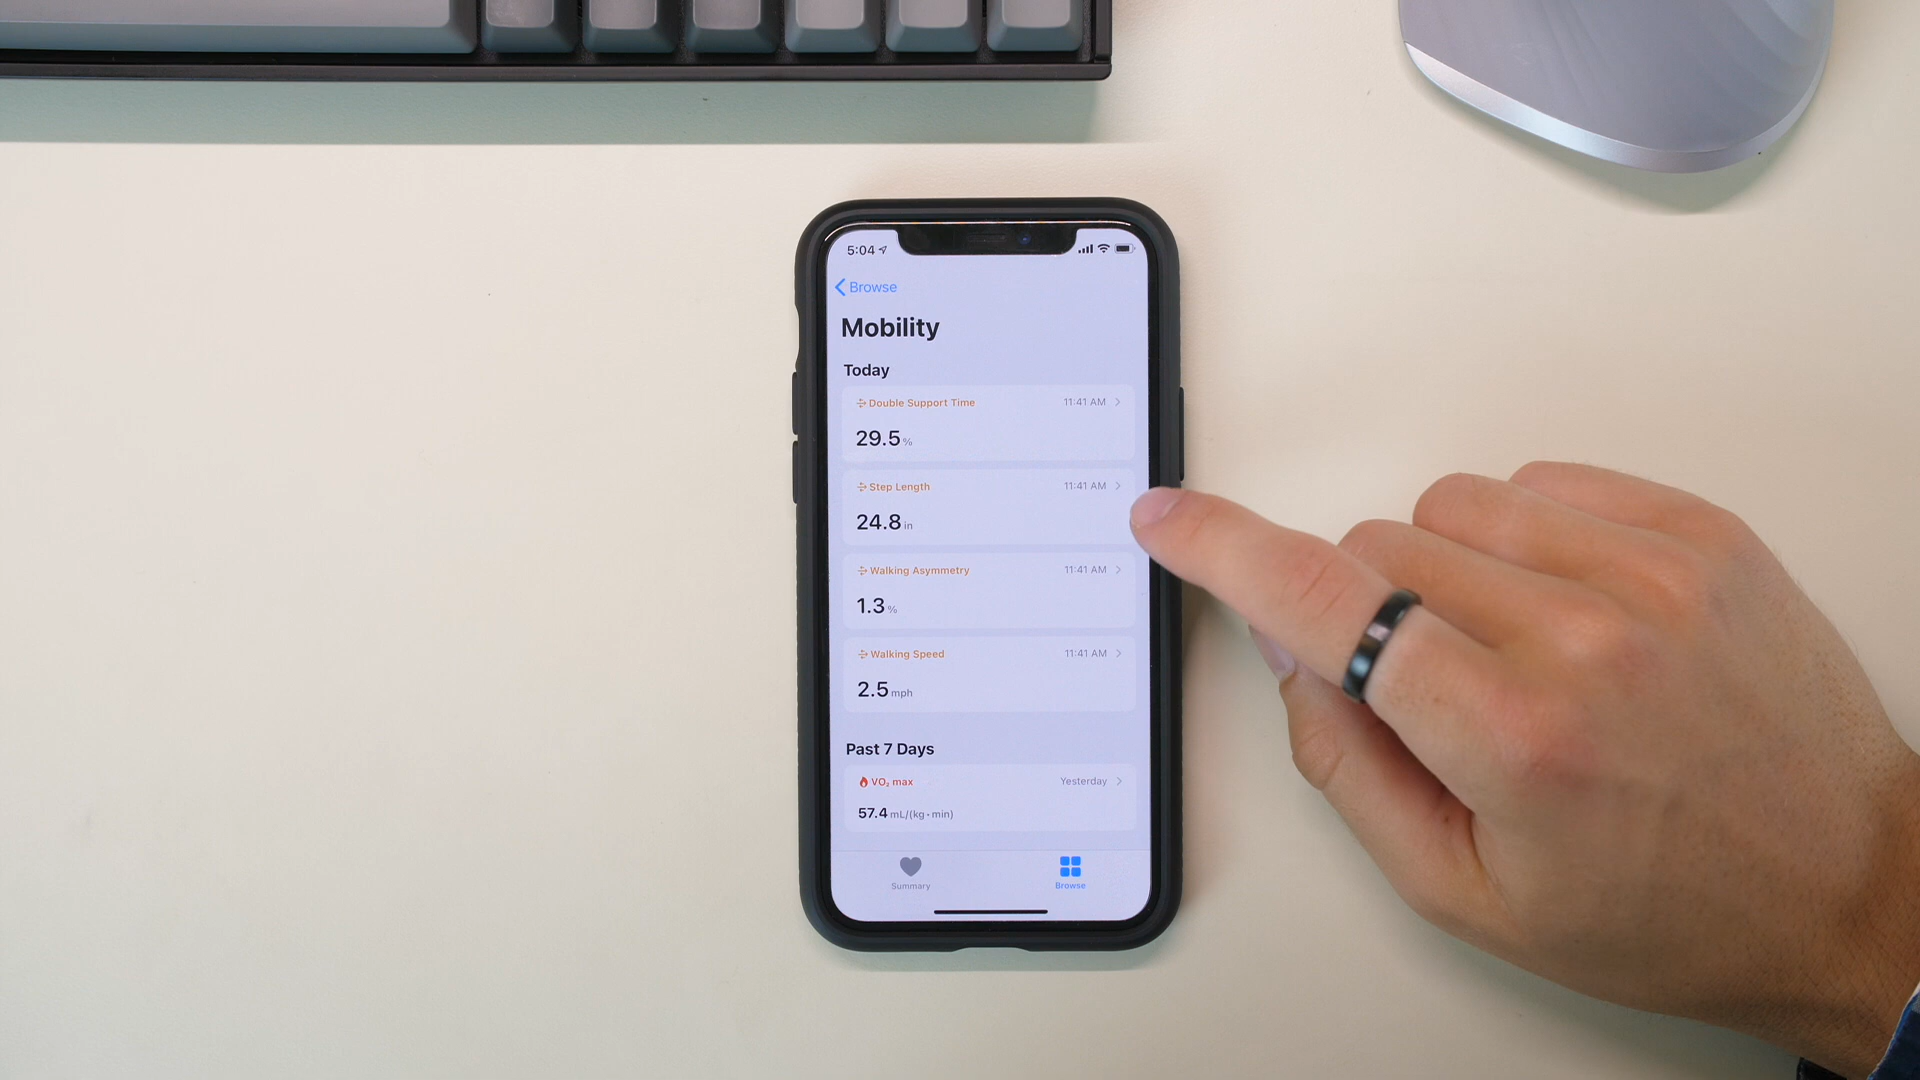 5:04
Browse
Mobility
Today
Double Support Time 11:41 AM
29.5 %
Step Length 11:41 AM
24.8 in
Walking Asymmetry 11:41 AM
1.3 %
Walking Speed 11:41 AM
2.5 mph
Past 7 Days
VO₂ max Yesterday
57.4 mL/(kg·min)
Summary Browse